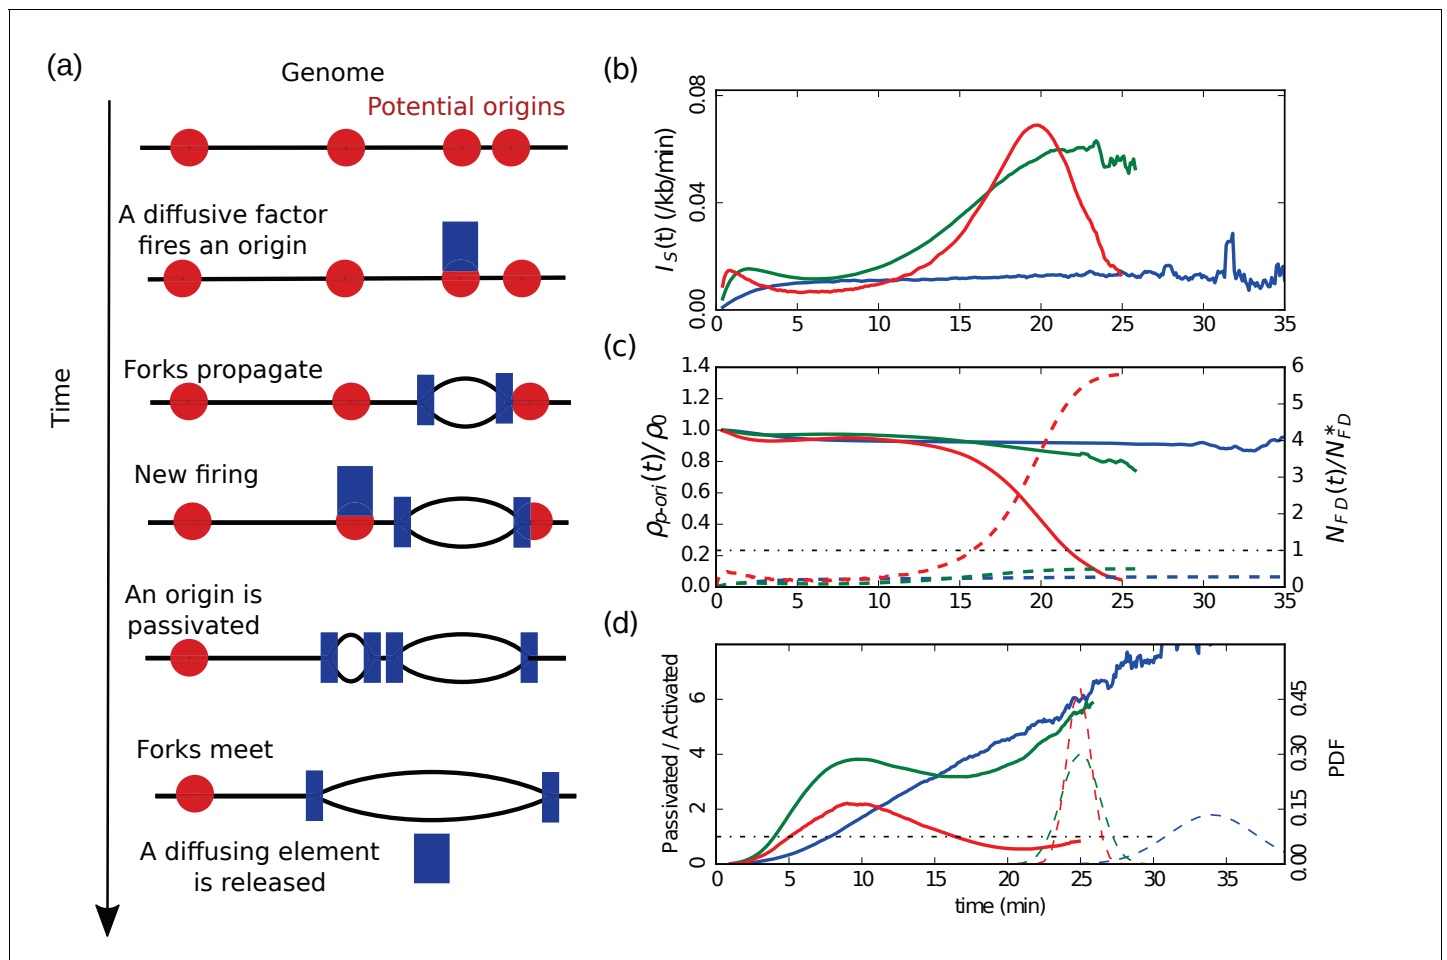 (a)
Genome
Potential origins
A diffusive factor
fires an origin
Forks propagate
New firing
An origin is
passivated
Forks meet
A diffusing element
is released
Time
(b)
I_S(t) (/kb/min)
0.08
0.04
0.00
0 5 10 15 20 25 30 35
(c)
ρ_p-ori(t)/ρ_0
1.4
1.2
1.0
0.8
0.6
0.4
0.2
0.0
6
5
4
3
2
1
0
N_FD(t)/N*_FD
0 5 10 15 20 25 30 35
(d)
Passivated / Activated
6
4
2
0
0.45
0.30
0.15
0.00
PDF
0 5 10 15 20 25 30 35
time (min)